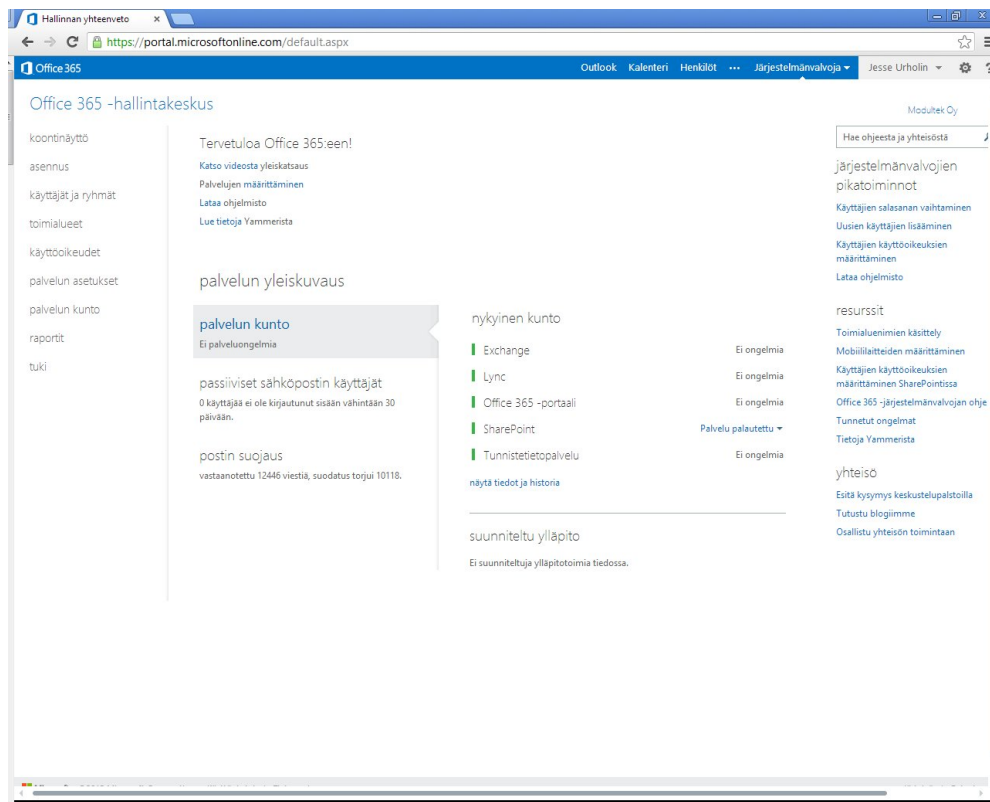 Hallinnan yhteenveto
https://portal.microsoftonline.com/default.aspx
Office 365
Outlook Kalenteri Henkilöt ••• Järjestelmänvalvoja Jesse Urholin ?
Office 365 -hallintakeskus
Modultek Oy
koontinäyttö
asennus
käyttäjät ja ryhmät
toimialueet
käyttöoikeudet
palvelun asetukset
palvelun kunto
raportit
tuki
Tervetuloa Office 365:een!
Katso videosta yleiskatsaus
Palvelujen määrittäminen
Lataa ohjelmisto
Lue tietoja Yammerista
palvelun yleiskuvaus
palvelun kunto
Ei palveluongelmia
passiiviset sähköpostin käyttäjät
0 käyttäjää ei ole kirjautunut sisään vähintään 30
päivään.
postin suojaus
vastaanotettu 12446 viestiä, suodatus torjui 10118.
nykyinen kunto
Exchange Ei ongelmia
Lync Ei ongelmia
Office 365 -portaali Ei ongelmia
SharePoint Palvelu palautettu
Tunnistetietopalvelu Ei ongelmia
näytä tiedot ja historia
suunniteltu ylläpito
Ei suunniteltuja ylläpitotoimia tiedossa.
Hae ohjeesta ja yhteisöstä
järjestelmänvalvojien
pikatoiminnot
Käyttäjien salasanan vaihtaminen
Uusien käyttäjien lisääminen
Käyttäjien käyttöoikeuksien
määrittäminen
Lataa ohjelmisto
resurssit
Toimialuenimien käsittely
Mobiililaitteiden määrittäminen
Käyttäjien käyttöoikeuksien
määrittäminen SharePointissa
Office 365 -järjestelmänvalvojan ohje
Tunnetut ongelmat
Tietoja Yammerista
yhteisö
Esitä kysymys keskustelupalstoilla
Tutustu blogiimme
Osallistu yhteisön toimintaan